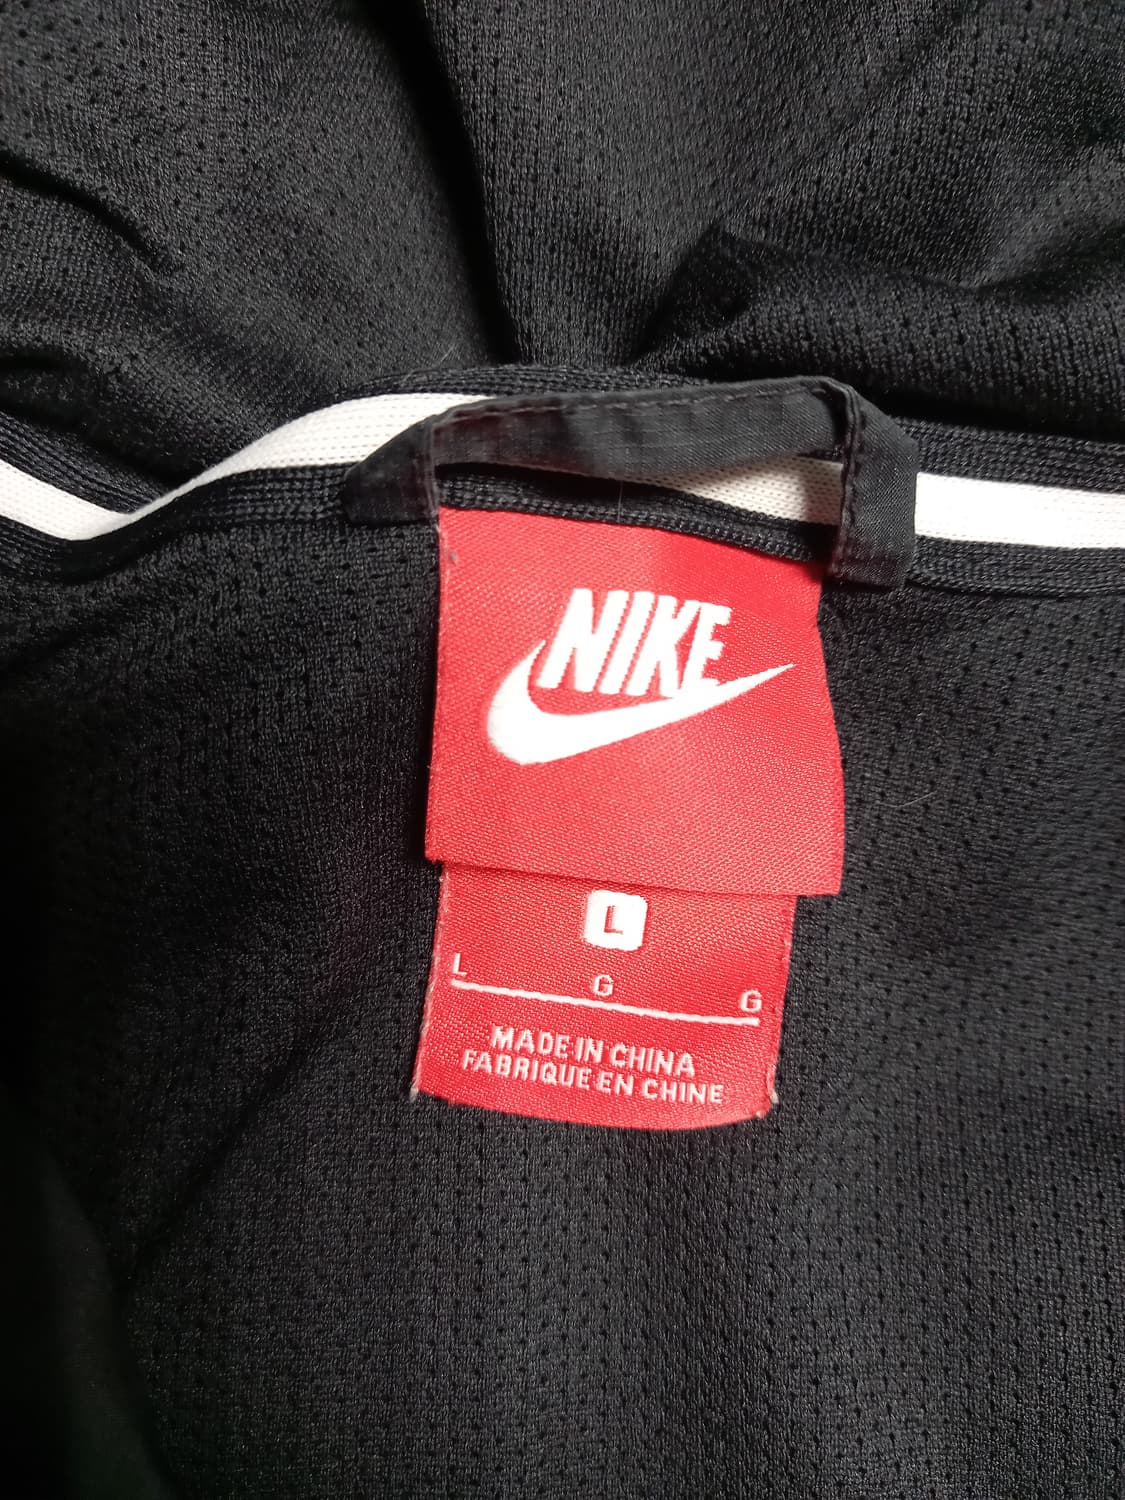 NIKE
L
L G G
MADE IN CHINA
FABRIQUE EN CHINE